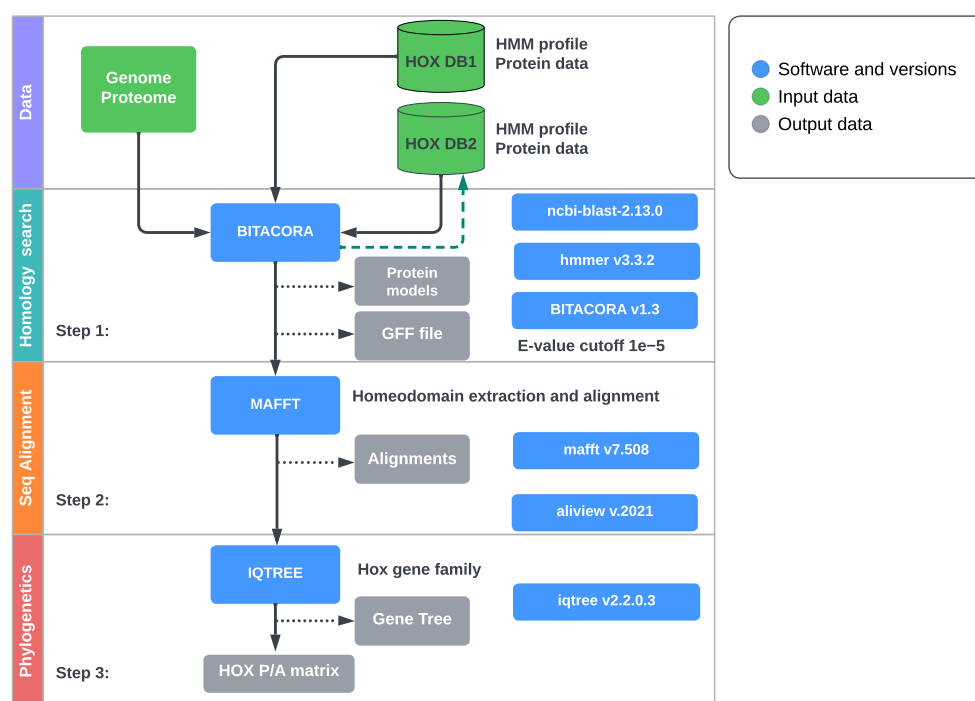 Data
Genome
Proteome
HOX DB1
HMM profile
Protein data
HOX DB2
HMM profile
Protein data
Software and versions
Input data
Output data
Homology search
Step 1:
BITACORA
Protein
models
GFF file
ncbi-blast-2.13.0
hmmer v3.3.2
BITACORA v1.3
E-value cutoff 1e−5
Seq Alignment
Step 2:
MAFFT
Homeodomain extraction and alignment
Alignments
mafft v7.508
aliview v.2021
Phylogenetics
Step 3:
IQTREE
Hox gene family
Gene Tree
iqtree v2.2.0.3
HOX P/A matrix